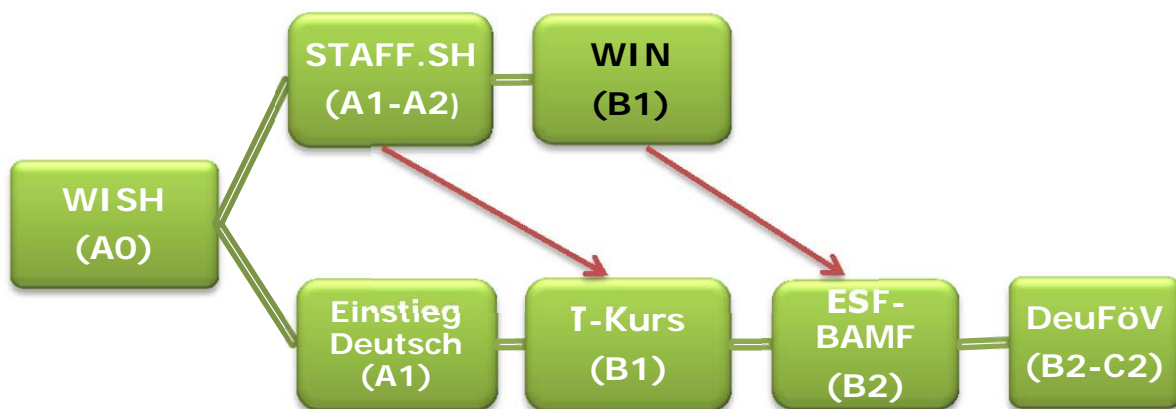 STAFF.SH
(A1-A2)
WIN
(B1)
WISH
(A0)
Einstieg
Deutsch
(A1)
T-Kurs
(B1)
ESF-
BAMF
(B2)
DeuFöV
(B2-C2)